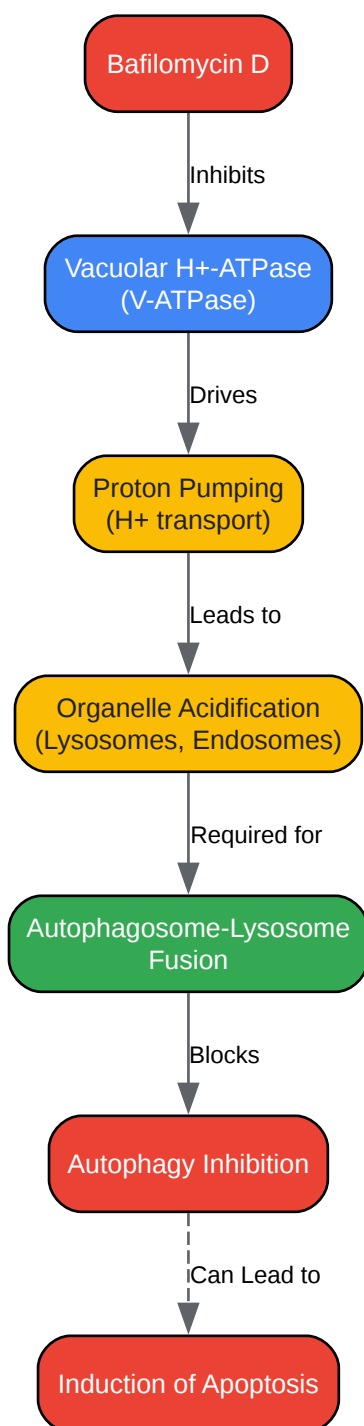 Bafilomycin D
Inhibits
Vacuolar H+-ATPase
(V-ATPase)
Drives
Proton Pumping
(H+ transport)
Leads to
Organelle Acidification
(Lysosomes, Endosomes)
Required for
Autophagosome-Lysosome
Fusion
Blocks
Autophagy Inhibition
Can Lead to
Induction of Apoptosis